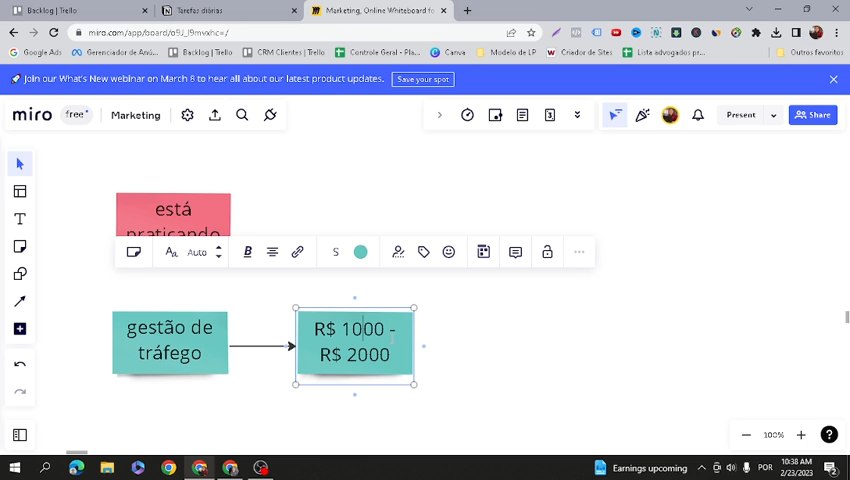 Backlog | Trello
Tarefas diárias
Marketing, Online Whiteboard fo
miro.com/app/board/o9J_l9mvxhc=/
Google Ads
Gerenciador de Anú...
Backlog | Trello
CRM Clientes | Trello
Controle Geral - Pla...
Canva
Modelo de LP
Criador de Sites
Lista advogados pro...
Outros favoritos
Join our What's New webinar on March 8 to hear all about our latest product updates.
Save your spot
miro
free
Marketing
Present
Share
está
praticando
Auto
B
S
gestão de
tráfego
R$ 1000 -
R$ 2000
100%
Earnings upcoming
POR
10:38 AM
2/23/2023